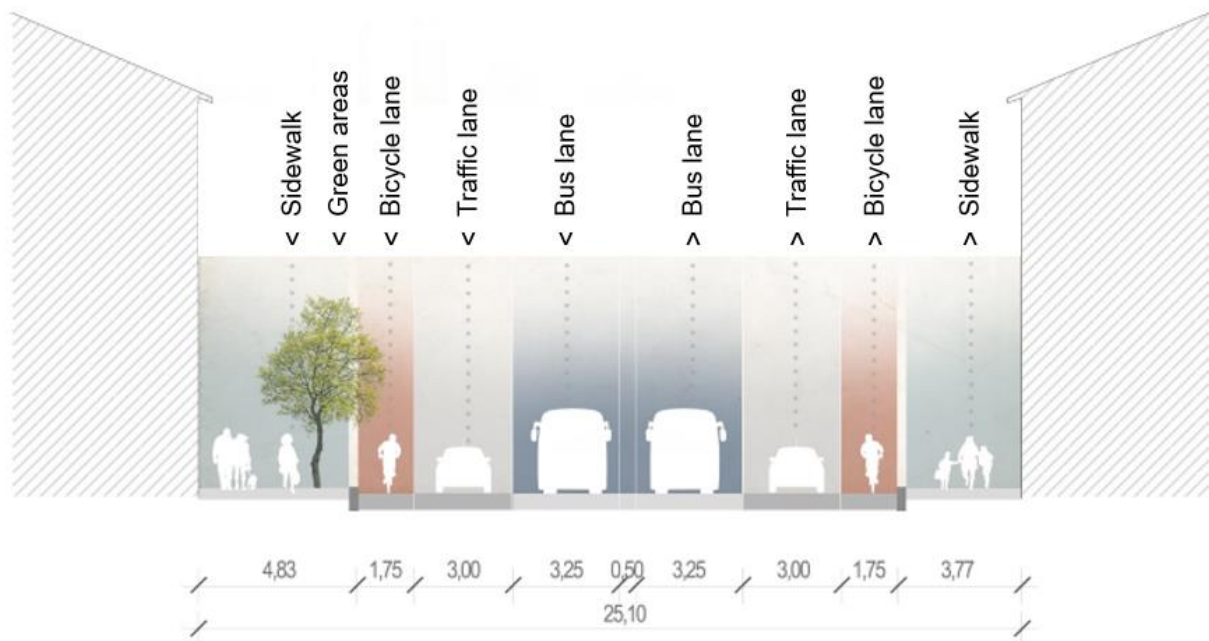 < Sidewalk
< Green areas
< Bicycle lane
< Traffic lane
< Bus lane
> Bus lane
> Traffic lane
> Bicycle lane
> Sidewalk
4,83 1,75 3,00 3,25 0,50 3,25 3,00 1,75 3,77
25,10